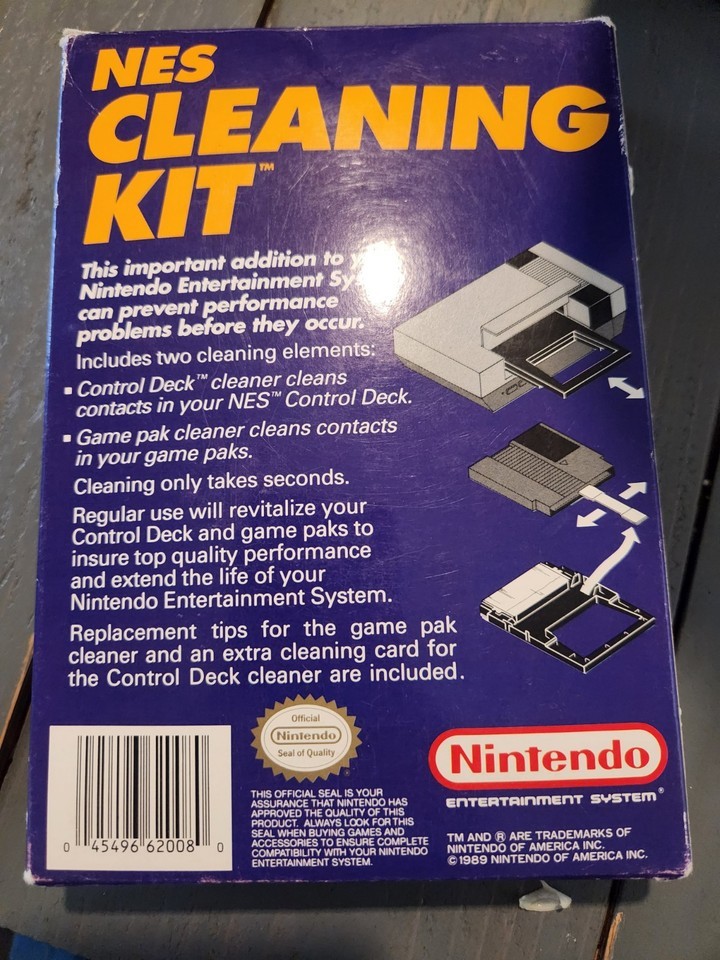 NES
CLEANING
KIT™
This important addition to
Nintendo Entertainment Sy
can prevent performance
problems before they occur.
Includes two cleaning elements:
▪ Control Deck™ cleaner cleans
contacts in your NES™ Control Deck.
▪ Game pak cleaner cleans contacts
in your game paks.
Cleaning only takes seconds.
Regular use will revitalize your
Control Deck and game paks to
insure top quality performance
and extend the life of your
Nintendo Entertainment System.
Replacement tips for the game pak
cleaner and an extra cleaning card for
the Control Deck cleaner are included.
0 45496 62008 0
Official
Nintendo
Seal of Quality
®
THIS OFFICIAL SEAL IS YOUR
ASSURANCE THAT NINTENDO HAS
APPROVED THE QUALITY OF THIS
PRODUCT. ALWAYS LOOK FOR THIS
SEAL WHEN BUYING GAMES AND
ACCESSORIES TO ENSURE COMPLETE
COMPATIBILITY WITH YOUR NINTENDO
ENTERTAINMENT SYSTEM.
Nintendo
ENTERTAINMENT SYSTEM®
TM AND ® ARE TRADEMARKS OF
NINTENDO OF AMERICA INC.
©1989 NINTENDO OF AMERICA INC.